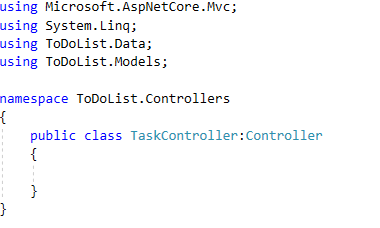 using Microsoft.AspNetCore.Mvc;
using System.Linq;
using ToDoList.Data;
using ToDoList.Models;
namespace ToDoList.Controllers
{
public class TaskController:Controller
{
}
}